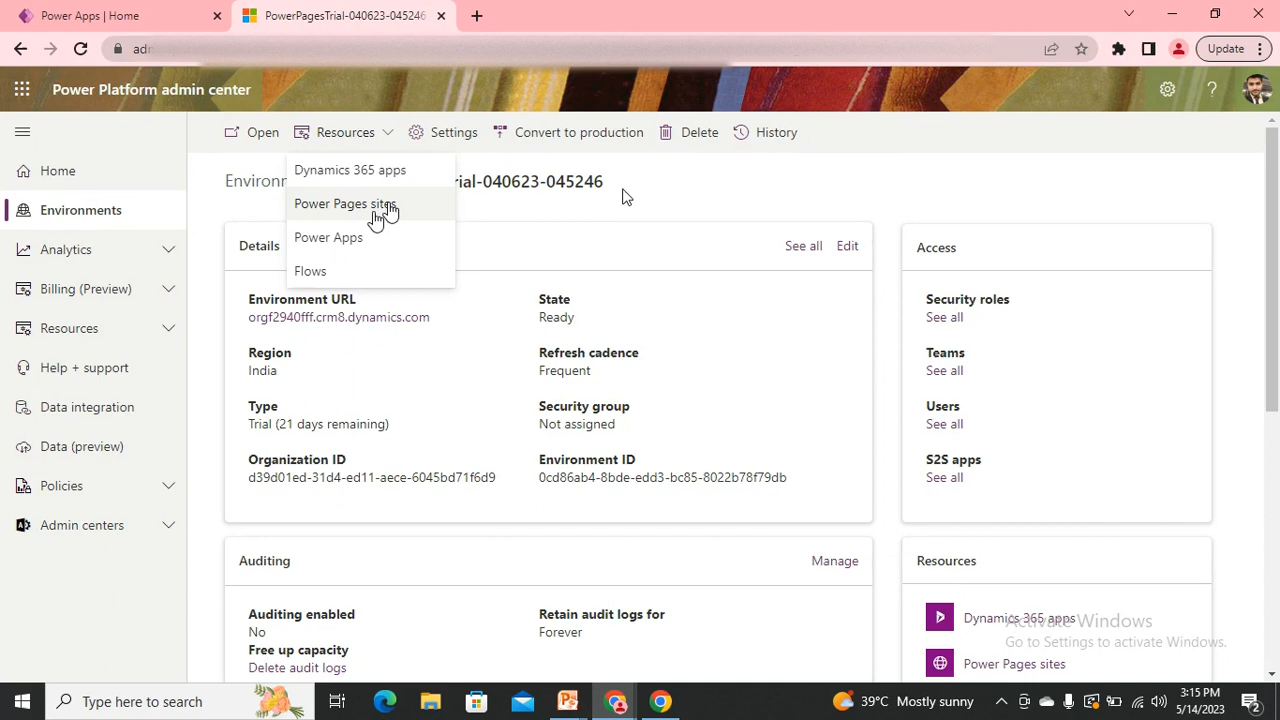 Power Apps | Home
PowerPagesTrial-040623-045246
Update
Power Platform admin center
Open
Resources
Settings
Convert to production
Delete
History
Home
Environments
Analytics
Billing (Preview)
Resources
Help + support
Data integration
Data (preview)
Policies
Admin centers
Dynamics 365 apps
Power Pages sites
Power Apps
Flows
rial-040623-045246
Details
See all
Edit
Environment URL
orgf2940fff.crm8.dynamics.com
State
Ready
Region
India
Refresh cadence
Frequent
Type
Trial (21 days remaining)
Security group
Not assigned
Organization ID
d39d01ed-31d4-ed11-aece-6045bd71f6d9
Environment ID
0cd86ab4-8bde-edd3-bc85-8022b78f79db
Access
Security roles
See all
Teams
See all
Users
See all
S2S apps
See all
Auditing
Manage
Auditing enabled
No
Retain audit logs for
Forever
Free up capacity
Delete audit logs
Resources
Dynamics 365 apps
Power Pages sites
Activate Windows
Go to Settings to activate Windows.
Type here to search
39°C Mostly sunny
3:15 PM
5/14/2023
2